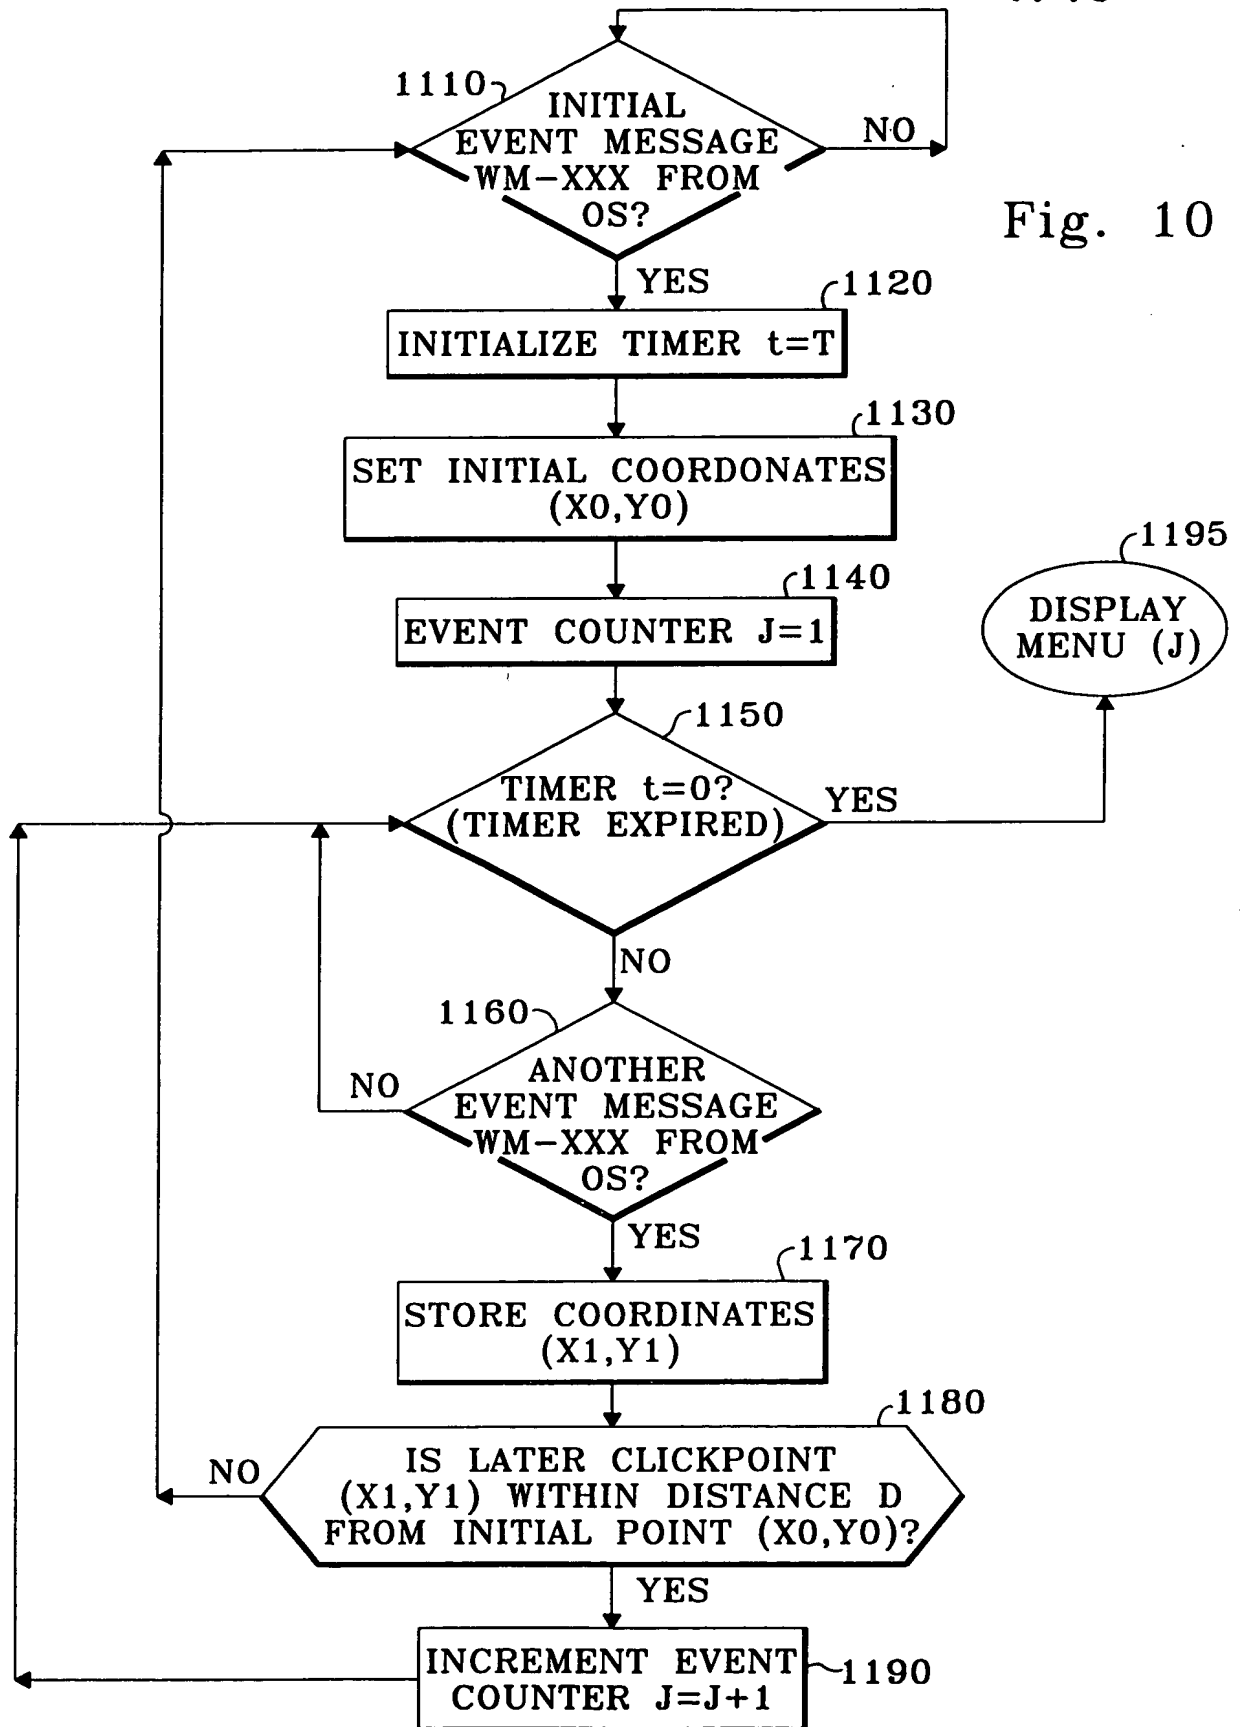 1110
INITIAL
EVENT MESSAGE
WM-XXX FROM
OS?
NO
Fig. 10
YES
1120
INITIALIZE TIMER t=T
1130
SET INITIAL COORDONATES
(X0,Y0)
1140
EVENT COUNTER J=1
1195
DISPLAY
MENU (J)
1150
TIMER t=0?
(TIMER EXPIRED)
YES
NO
1160
ANOTHER
EVENT MESSAGE
WM-XXX FROM
OS?
NO
YES
1170
STORE COORDINATES
(X1,Y1)
1180
IS LATER CLICKPOINT
(X1,Y1) WITHIN DISTANCE D
FROM INITIAL POINT (X0,Y0)?
NO
YES
INCREMENT EVENT
COUNTER J=J+1
1190